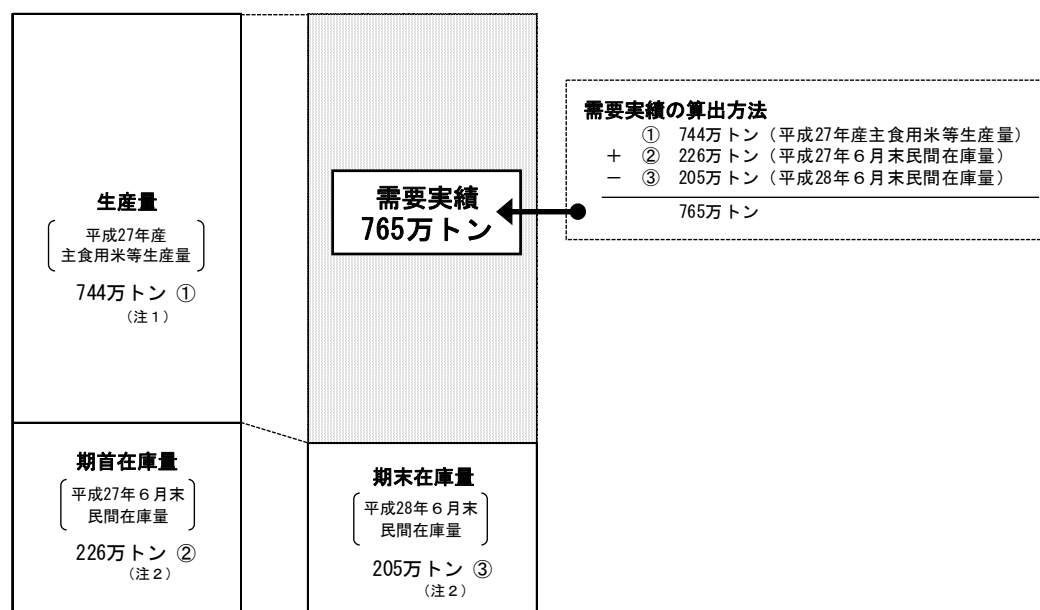 生産量
平成27年産
主食用米等生産量
744万トン ①
(注1)
期首在庫量
平成27年6月末
民間在庫量
226万トン ②
(注2)
需要実績
765万トン
期末在庫量
平成28年6月末
民間在庫量
205万トン ③
(注2)
需要実績の算出方法
① 744万トン(平成27年産主食用米等生産量)
+ ② 226万トン(平成27年6月末民間在庫量)
− ③ 205万トン(平成28年6月末民間在庫量)
765万トン